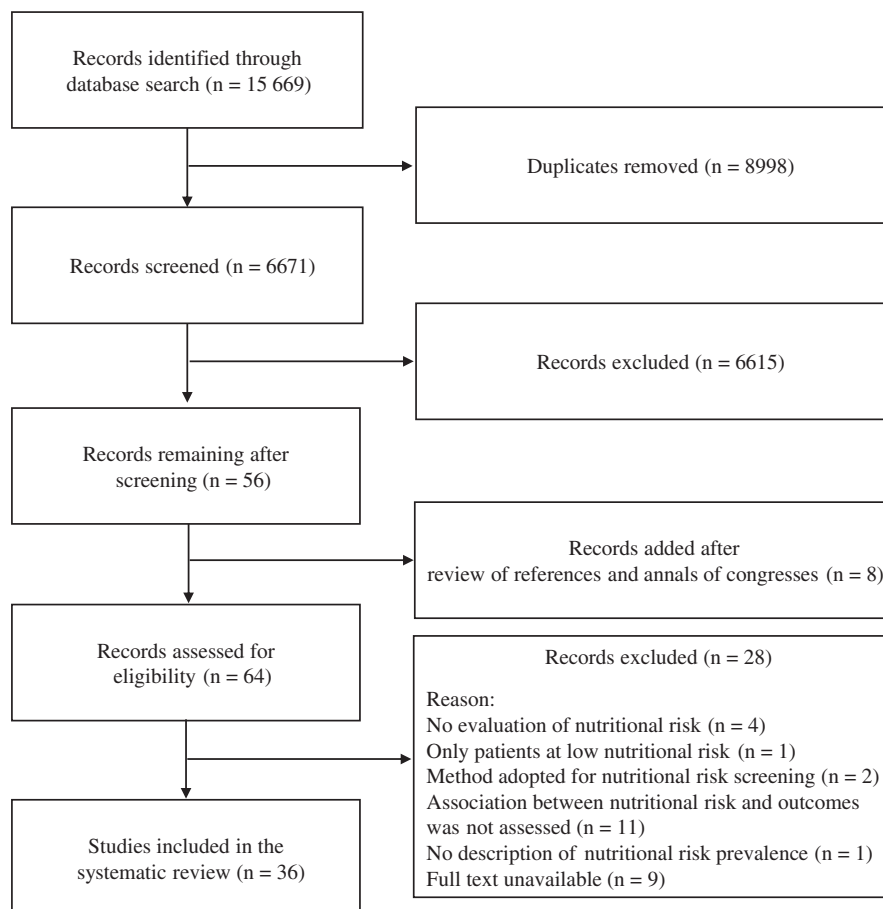 Records identified through
database search (n = 15 669)
Duplicates removed (n = 8998)
Records screened (n = 6671)
Records excluded (n = 6615)
Records remaining after
screening (n = 56)
Records added after
review of references and annals of congresses (n = 8)
Records assessed for
eligibility (n = 64)
Records excluded (n = 28)
Reason:
No evaluation of nutritional risk (n = 4)
Only patients at low nutritional risk (n = 1)
Method adopted for nutritional risk screening (n = 2)
Association between nutritional risk and outcomes
was not assessed (n = 11)
No description of nutritional risk prevalence (n = 1)
Full text unavailable (n = 9)
Studies included in the
systematic review (n = 36)